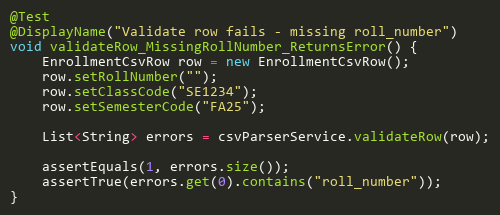 @Test
@DisplayName("Validate row fails - missing roll_number")
void validateRow_MissingRollNumber_ReturnsError() {
    EnrollmentCsvRow row = new EnrollmentCsvRow();
    row.setRollNumber("");
    row.setClassCode("SE1234");
    row.setSemesterCode("FA25");

    List<String> errors = csvParserService.validateRow(row);

    assertEquals(1, errors.size());
    assertTrue(errors.get(0).contains("roll_number"));
}